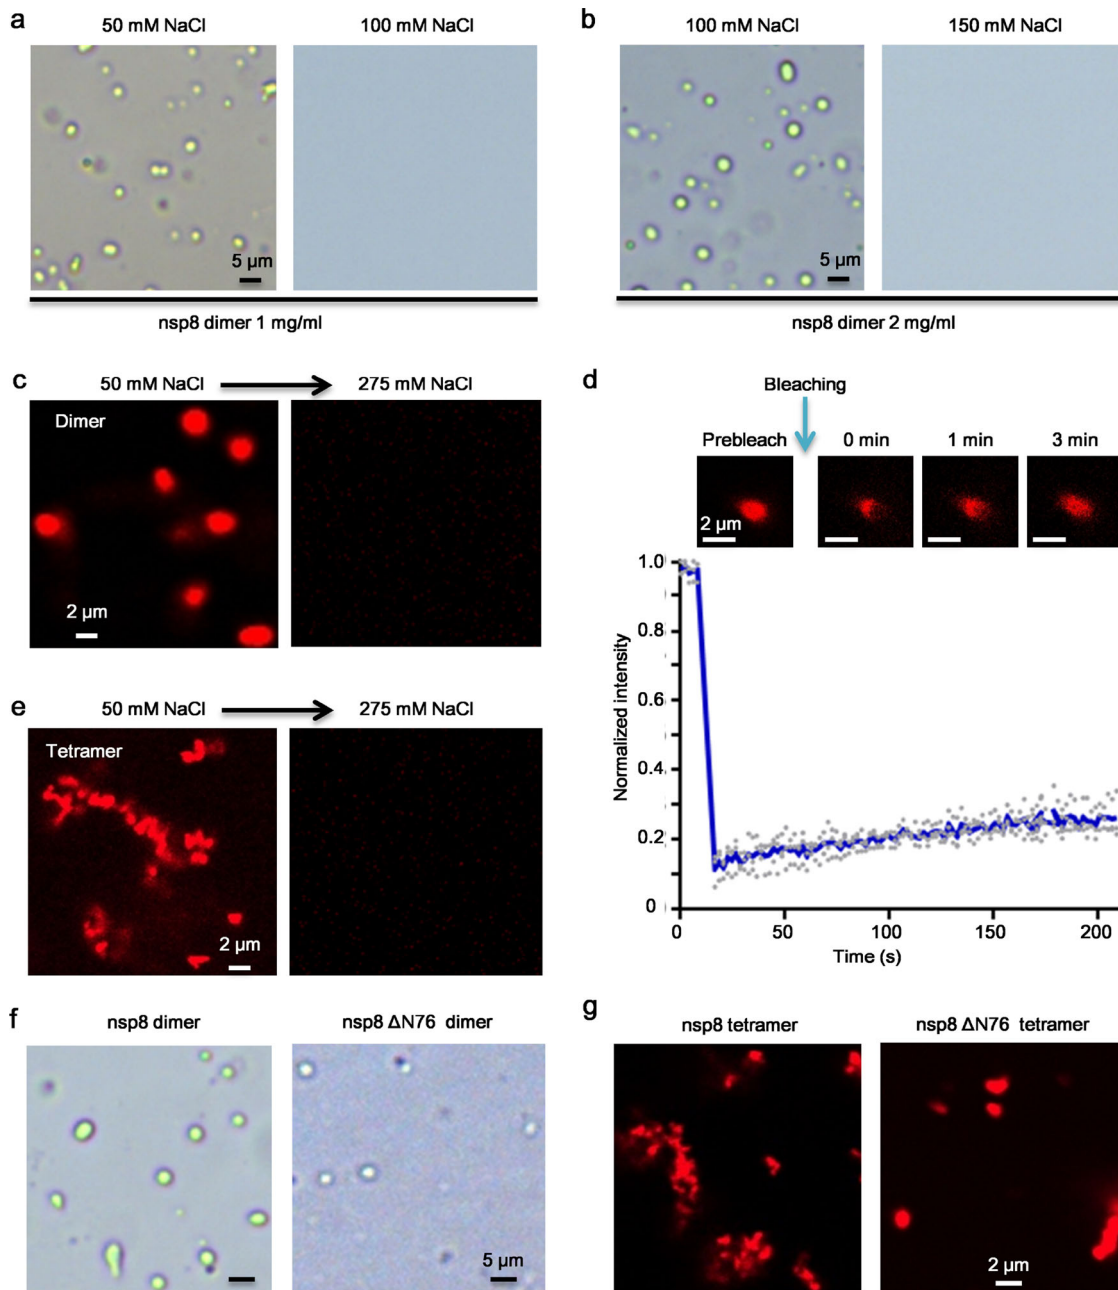 a
50 mM NaCl
100 mM NaCl
5 µm
nsp8 dimer 1 mg/ml
b
100 mM NaCl
150 mM NaCl
5 µm
nsp8 dimer 2 mg/ml
c
50 mM NaCl
275 mM NaCl
Dimer
2 µm
d
Bleaching
Prebleach
0 min
1 min
3 min
2 µm
1.0
0.8
0.6
0.4
0.2
0
Normalized intensity
0
50
100
150
200
Time (s)
e
50 mM NaCl
275 mM NaCl
Tetramer
2 µm
f
nsp8 dimer
nsp8 ΔN76 dimer
5 µm
g
nsp8 tetramer
nsp8 ΔN76 tetramer
2 µm